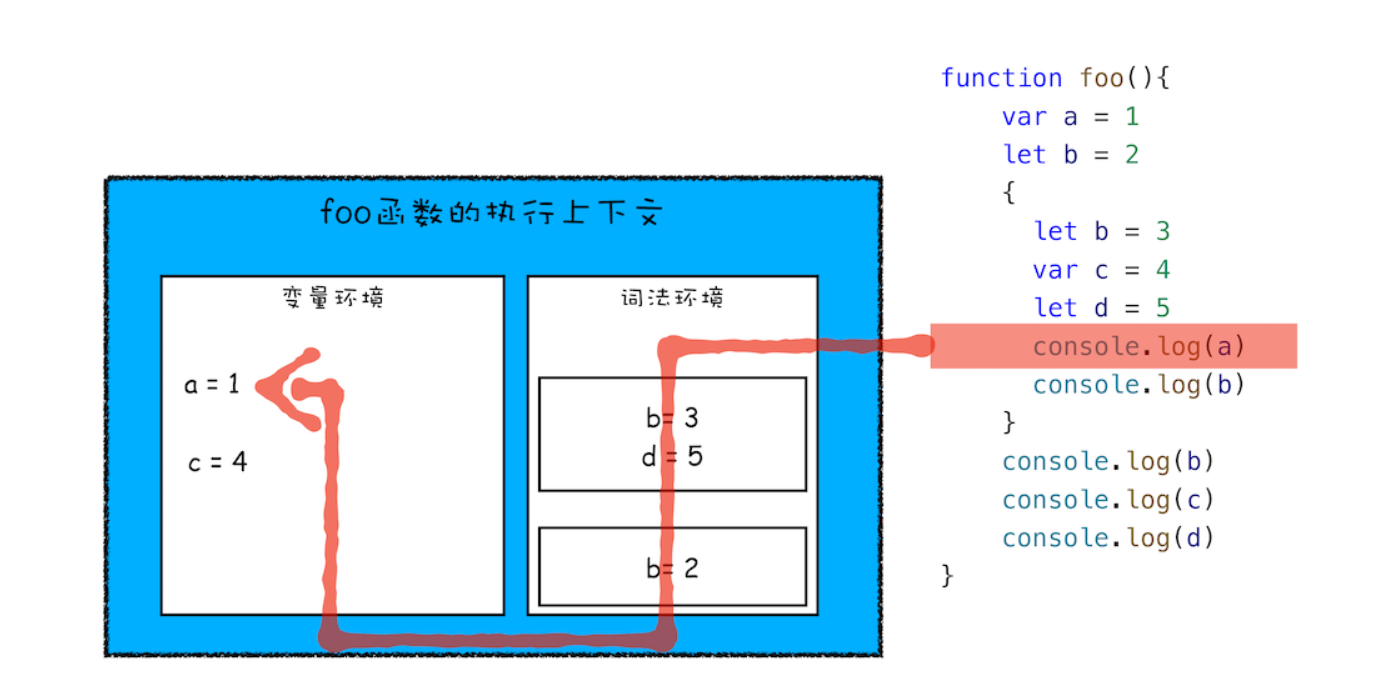 foo函数的执行上下文
变量环境
a = 1
c = 4
词法环境
b= 3
d = 5
b= 2
function foo(){
    var a = 1
    let b = 2
    {
      let b = 3
      var c = 4
      let d = 5
      console.log(a)
      console.log(b)
    }
    console.log(b)
    console.log(c)
    console.log(d)
}